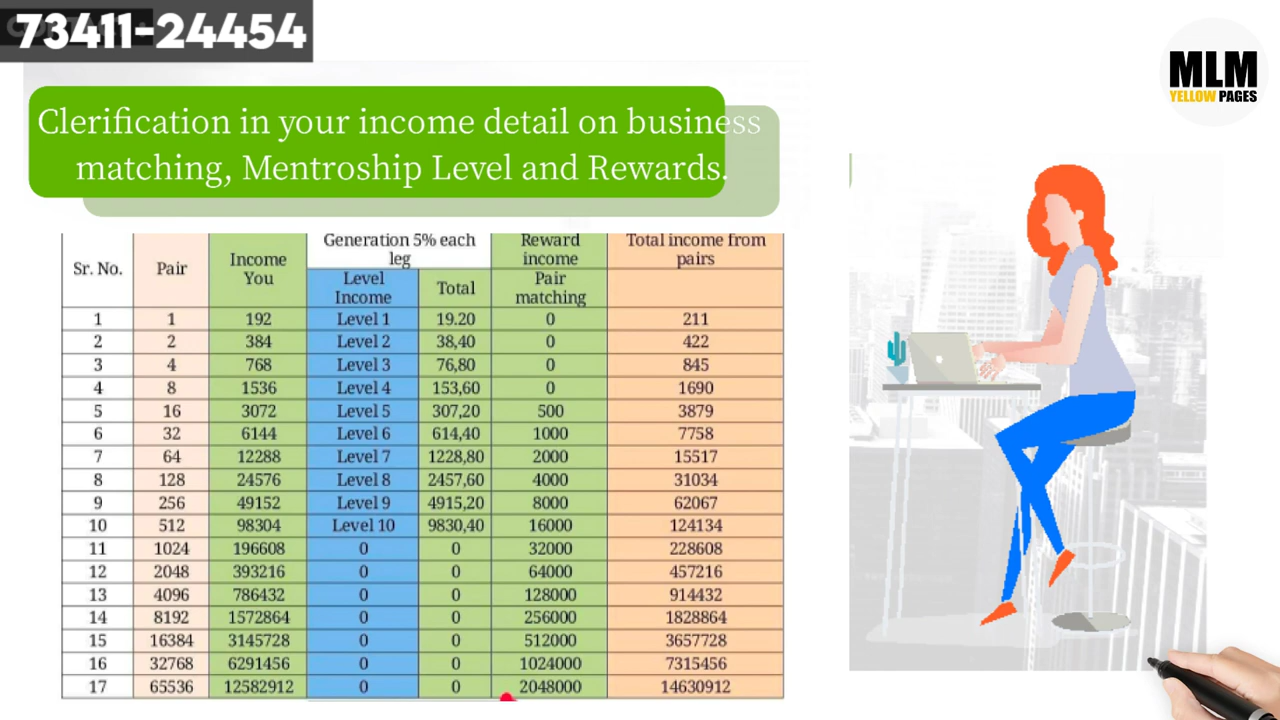 73411-24454
MLM
YELLOW PAGES
Clerification in your income detail on business
matching, Mentroship Level and Rewards.
Sr. No. Pair Income You Generation 5% each leg Reward income Total income from pairs
Level Income Total Pair matching
1 1 192 Level 1 19.20 0 211
2 2 384 Level 2 38,40 0 422
3 4 768 Level 3 76,80 0 845
4 8 1536 Level 4 153,60 0 1690
5 16 3072 Level 5 307,20 500 3879
6 32 6144 Level 6 614,40 1000 7758
7 64 12288 Level 7 1228,80 2000 15517
8 128 24576 Level 8 2457,60 4000 31034
9 256 49152 Level 9 4915,20 8000 62067
10 512 98304 Level 10 9830,40 16000 124134
11 1024 196608 0 0 32000 228608
12 2048 393216 0 0 64000 457216
13 4096 786432 0 0 128000 914432
14 8192 1572864 0 0 256000 1828864
15 16384 3145728 0 0 512000 3657728
16 32768 6291456 0 0 1024000 7315456
17 65536 12582912 0 0 2048000 14630912